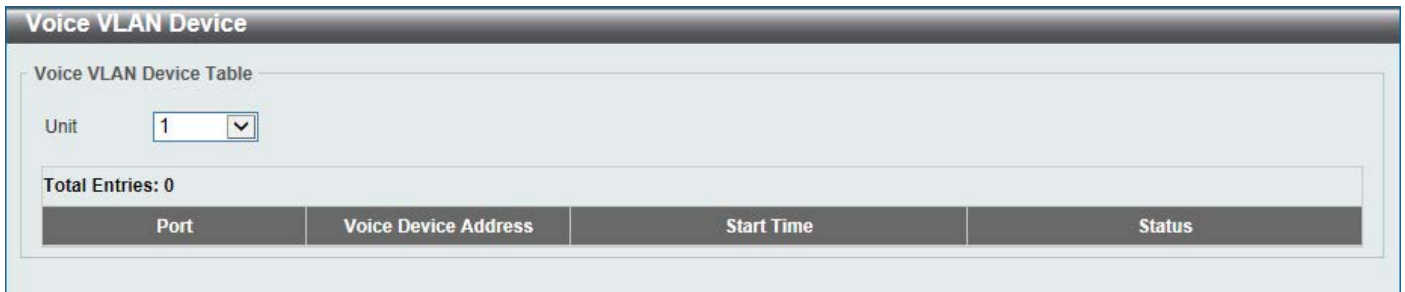 Voice VLAN Device
Voice VLAN Device Table
Unit 1
Total Entries: 0
Port Voice Device Address Start Time Status